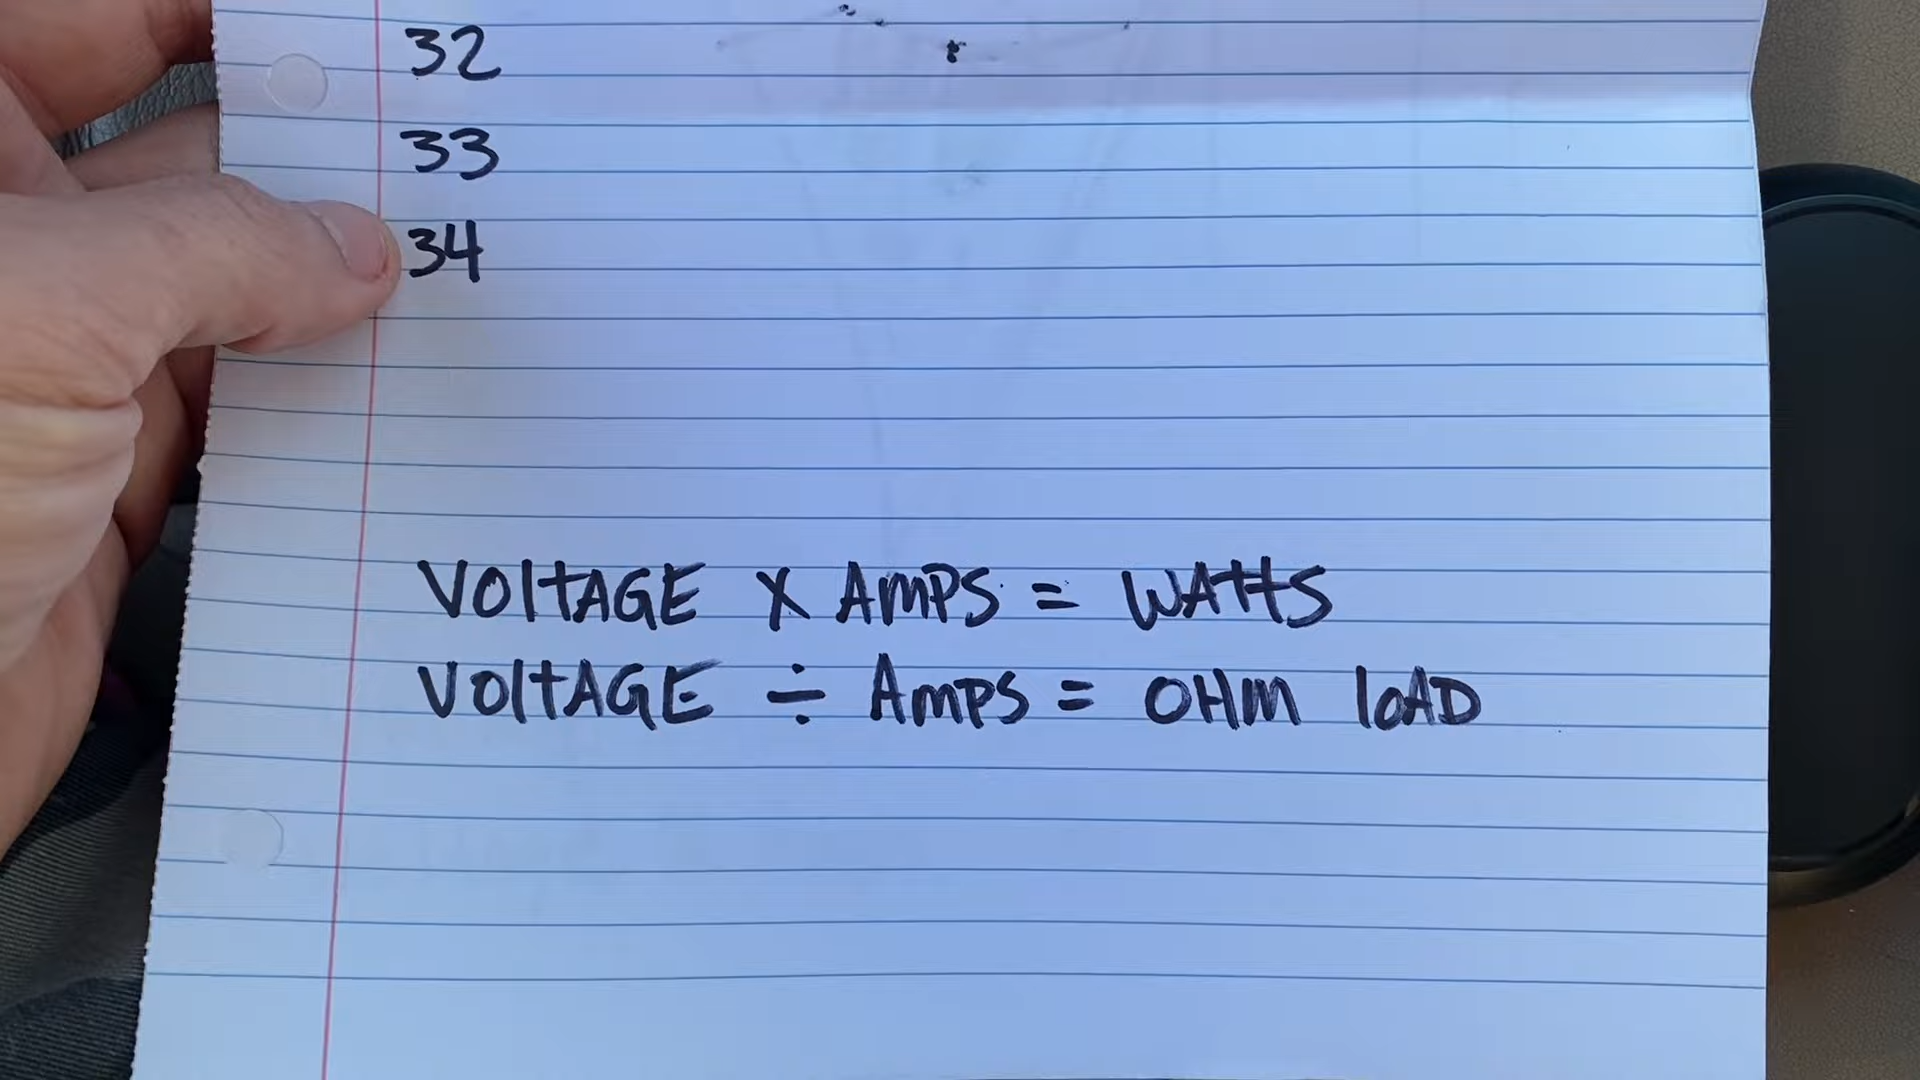 32
33
34
VOltAGE X AMPS = WAttS
VOltAGE ÷ AMPS = OHM loAD